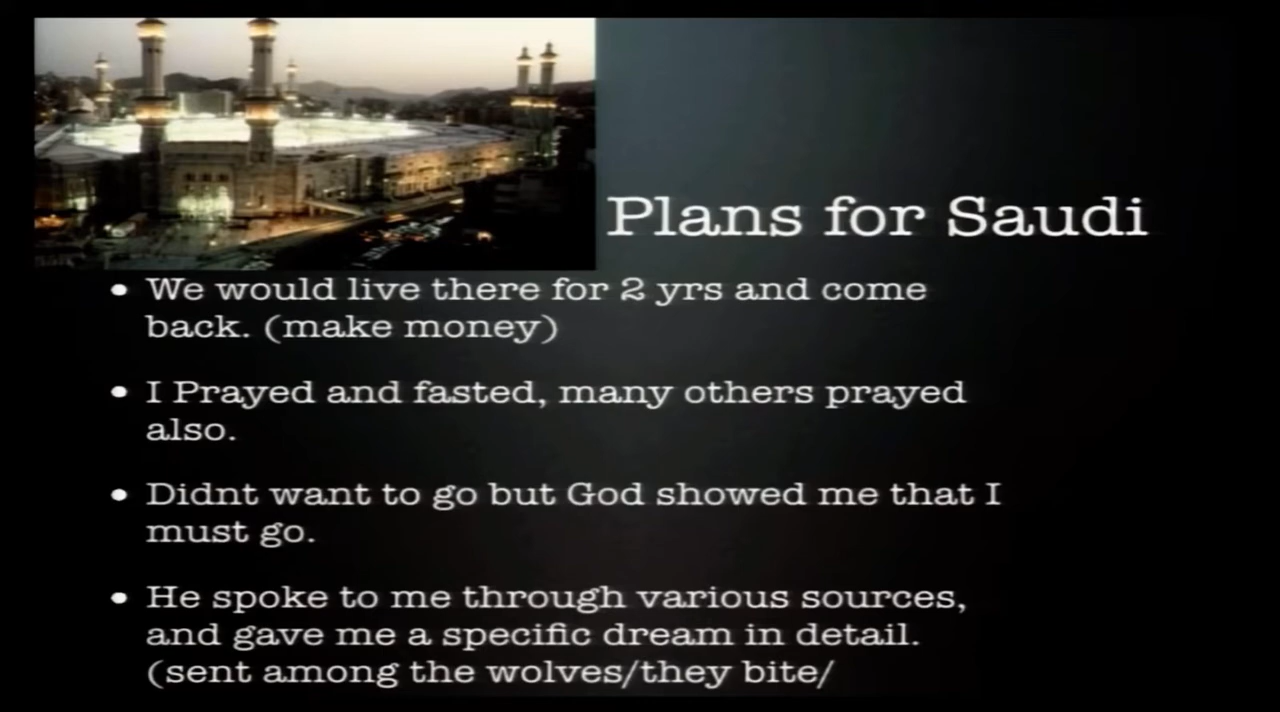 Plans for Saudi
• We would live there for 2 yrs and come
back. (make money)
• I Prayed and fasted, many others prayed
also.
• Didnt want to go but God showed me that I
must go.
• He spoke to me through various sources,
and gave me a specific dream in detail.
(sent among the wolves/they bite/